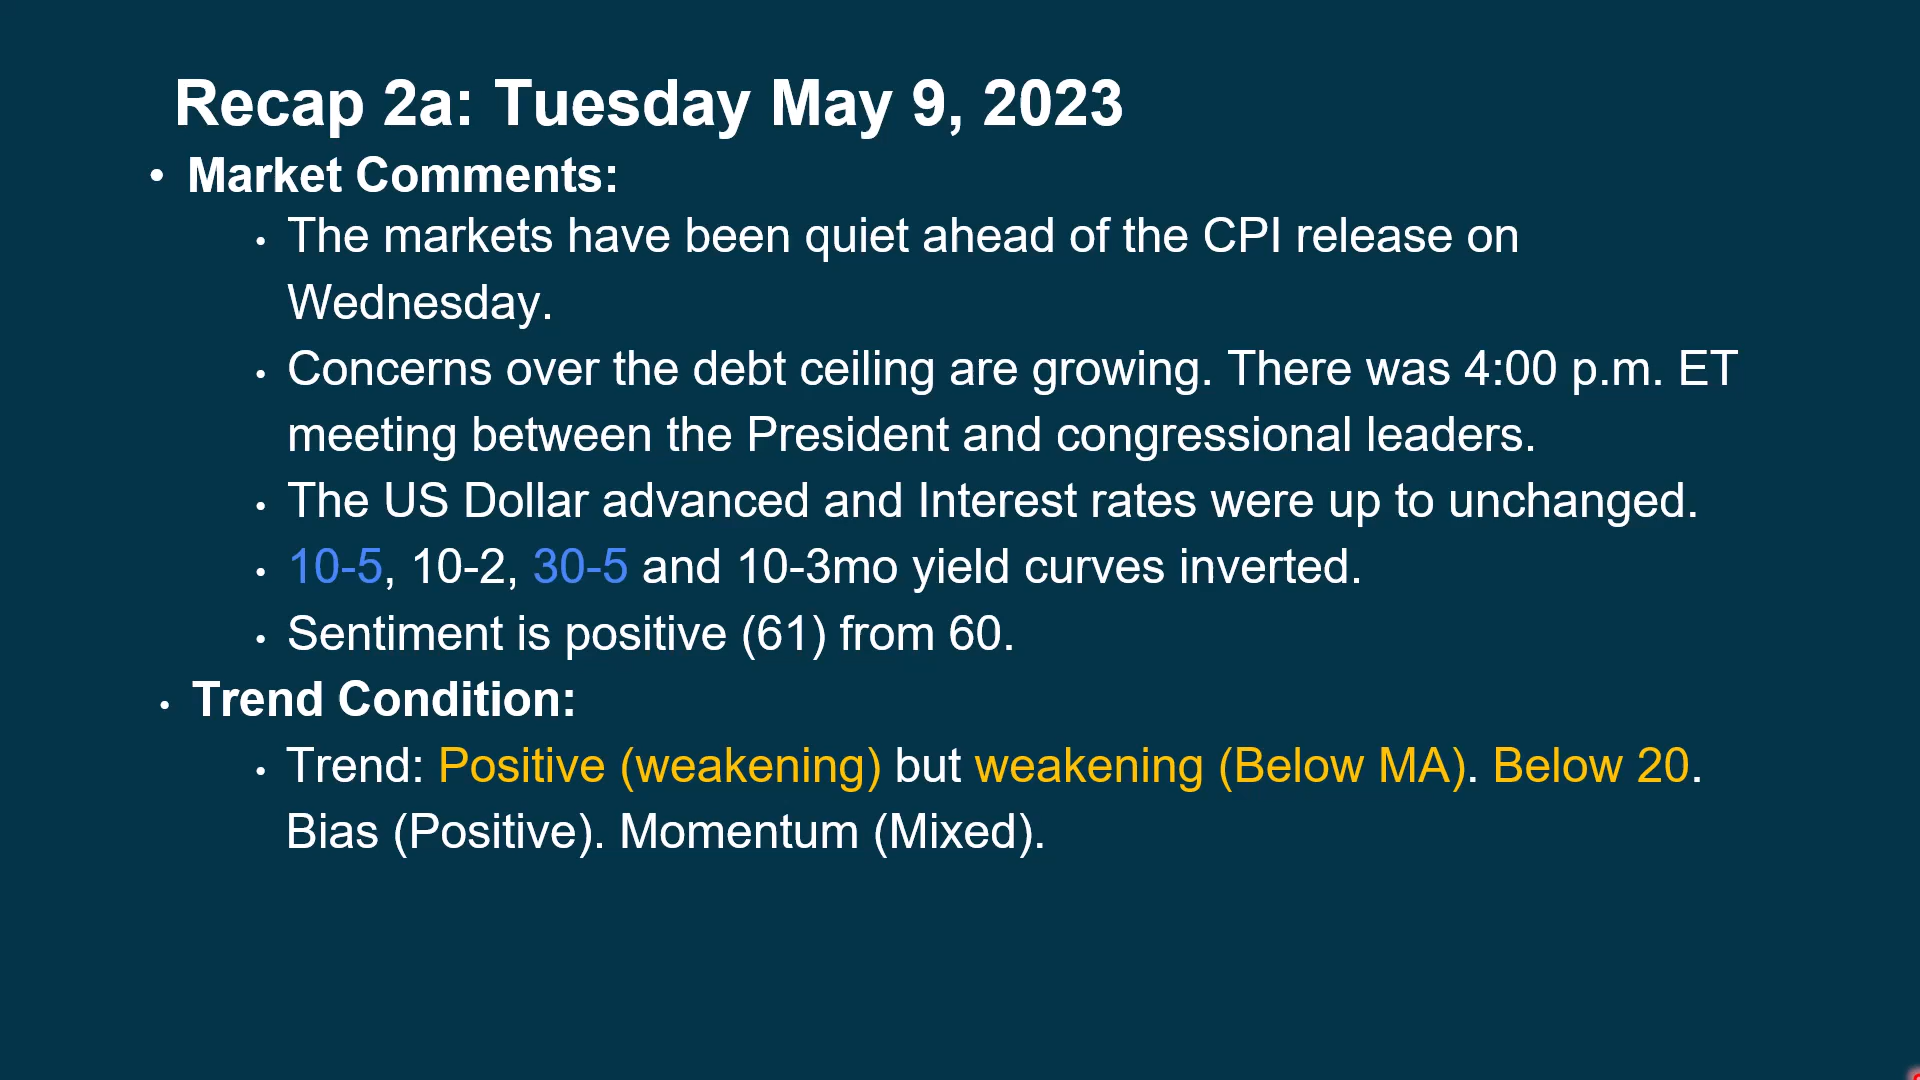 Recap 2a: Tuesday May 9, 2023
• Market Comments:
• The markets have been quiet ahead of the CPI release on
Wednesday.
• Concerns over the debt ceiling are growing. There was 4:00 p.m. ET
meeting between the President and congressional leaders.
• The US Dollar advanced and Interest rates were up to unchanged.
• 10-5, 10-2, 30-5 and 10-3mo yield curves inverted.
• Sentiment is positive (61) from 60.
• Trend Condition:
• Trend: Positive (weakening) but weakening (Below MA). Below 20.
Bias (Positive). Momentum (Mixed).